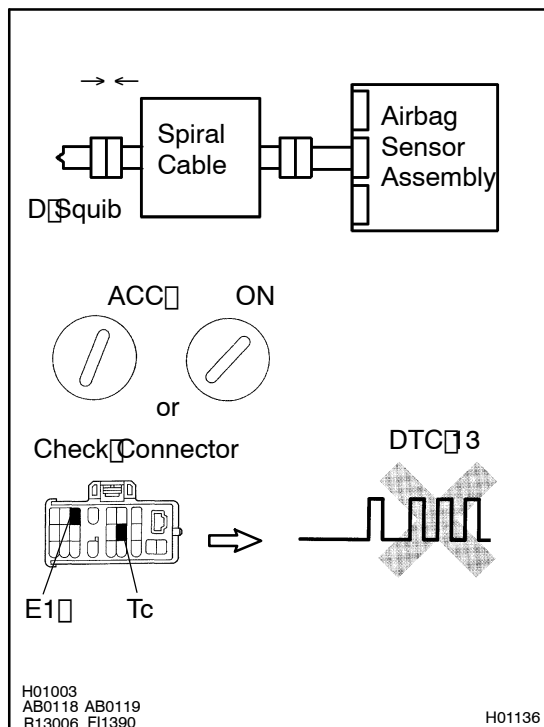 Spiral
Cable
Airbag
Sensor
Assembly
D▯Squib
ACC▯ ON
or
Check▯Connector
DTC▯13
E1▯ Tc
H01003
AB0118 AB0119
R13006 FI1390
H01136